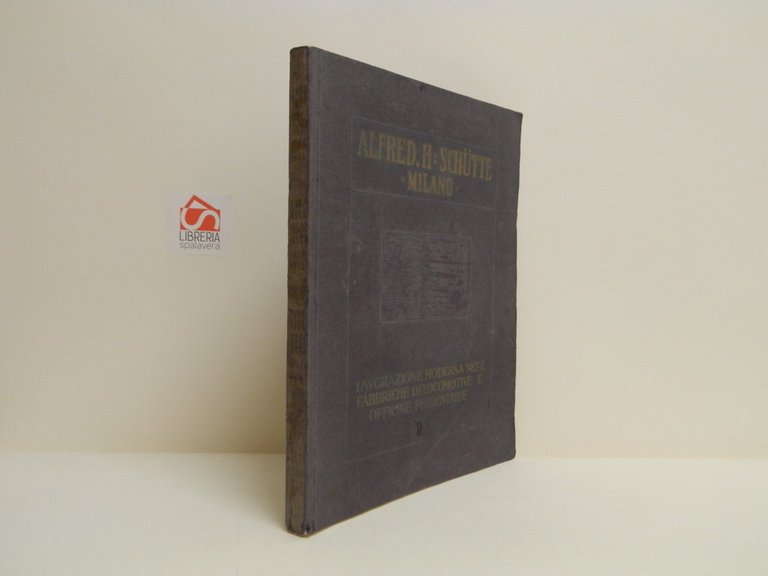 ALFRED. H. SCHÜTTE
·MILANO
LAVORAZIONE MODERNA NELLE
FABBRICHE DI LOCOMOTIVE E
OFFICINE FERROVIARIE
LIBRERIA
spalavera